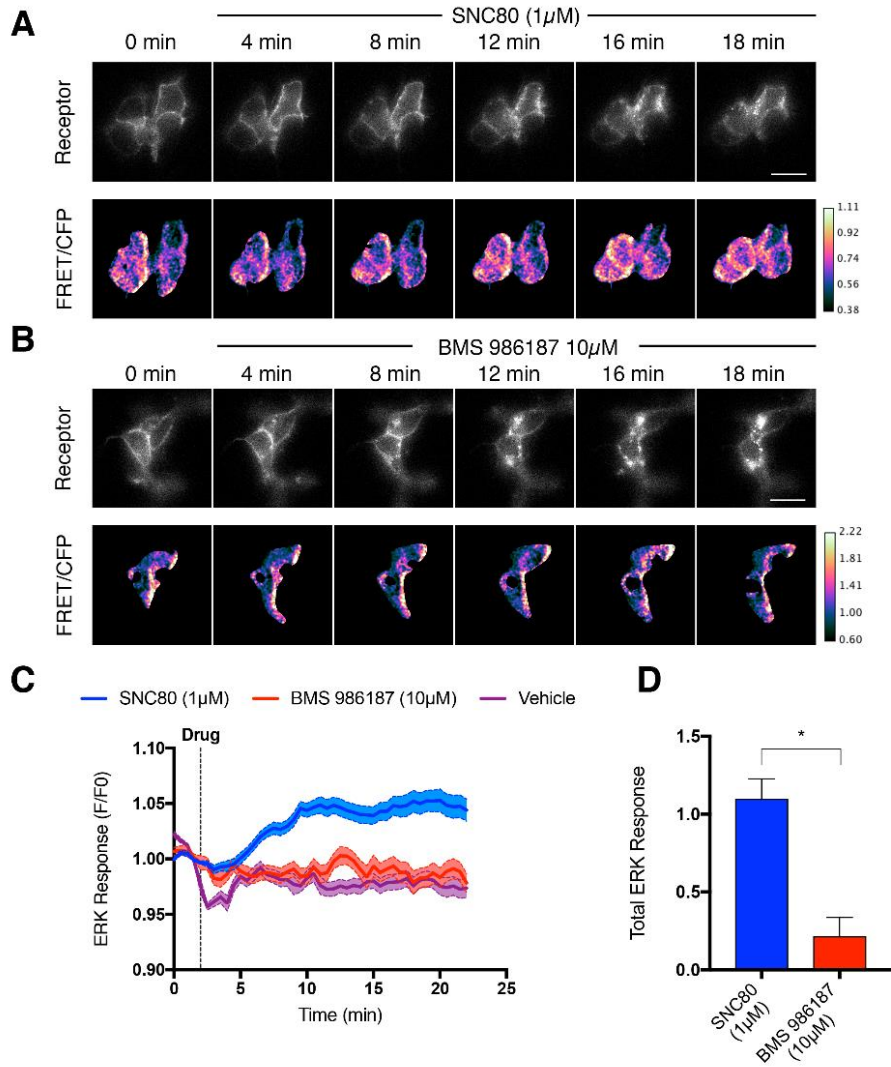 A
SNC80 (1μM)
0 min 4 min 8 min 12 min 16 min 18 min
Receptor
FRET/CFP
1.11
0.92
0.74
0.56
0.38
B
BMS 986187 10μM
0 min 4 min 8 min 12 min 16 min 18 min
Receptor
FRET/CFP
2.22
1.81
1.41
1.00
0.60
C
SNC80 (1μM) BMS 986187 (10μM) Vehicle
Drug
ERK Response (F/F0)
1.10
1.05
1.00
0.95
0.90
0 5 10 15 20 25
Time (min)
D
*
Total ERK Response
1.5
1.0
0.5
0.0
SNC80
(1μM)
BMS 986187
(10μM)